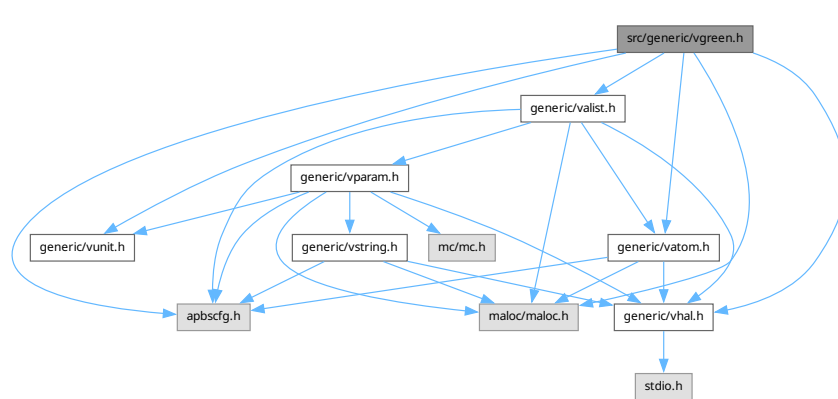 src/generic/vgreen.h
generic/valist.h
generic/vparam.h
generic/vunit.h
generic/vstring.h
mc/mc.h
generic/vatom.h
apbscfg.h
maloc/maloc.h
generic/vhal.h
stdio.h